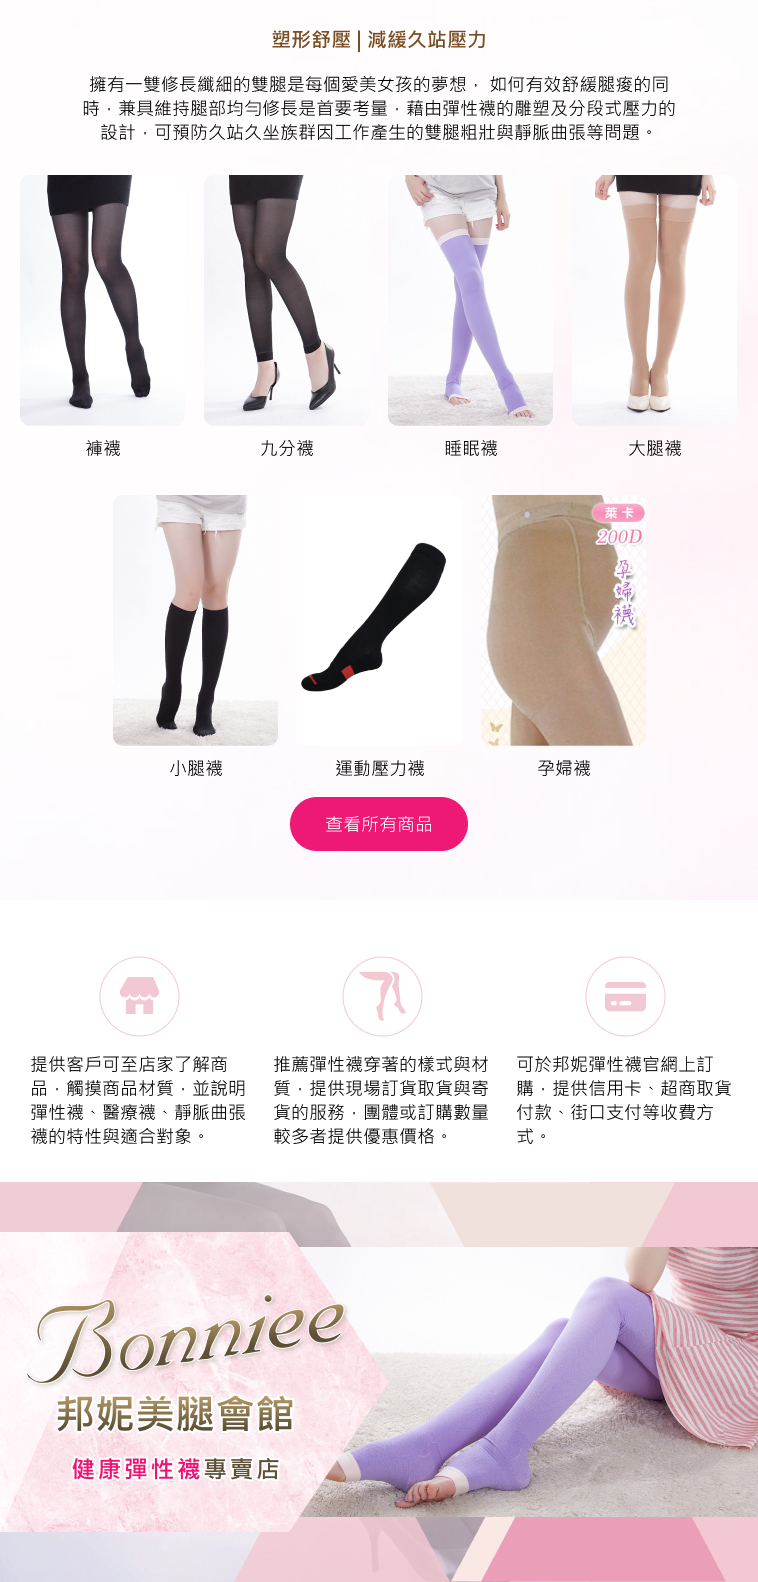 塑形舒壓 | 減緩久站壓力
擁有一雙修長纖細的雙腿是每個愛美女孩的夢想， 如何有效舒緩腿痠的同
時，兼具維持腿部均勻修長是首要考量，藉由彈性襪的雕塑及分段式壓力的
設計，可預防久站久坐族群因工作產生的雙腿粗壯與靜脈曲張等問題。
褲襪
九分襪
睡眠襪
大腿襪
萊卡
200D
孕婦襪
小腿襪
運動壓力襪
孕婦襪
查看所有商品
提供客戶可至店家了解商
品，觸摸商品材質，並說明
彈性襪、醫療襪、靜脈曲張
襪的特性與適合對象。
推薦彈性襪穿著的樣式與材
質，提供現場訂貨取貨與寄
貨的服務，團體或訂購數量
較多者提供優惠價格。
可於邦妮彈性襪官網上訂
購，提供信用卡、超商取貨
付款、街口支付等收費方
式。
Bonniee
邦妮美腿會館
健康彈性襪專賣店